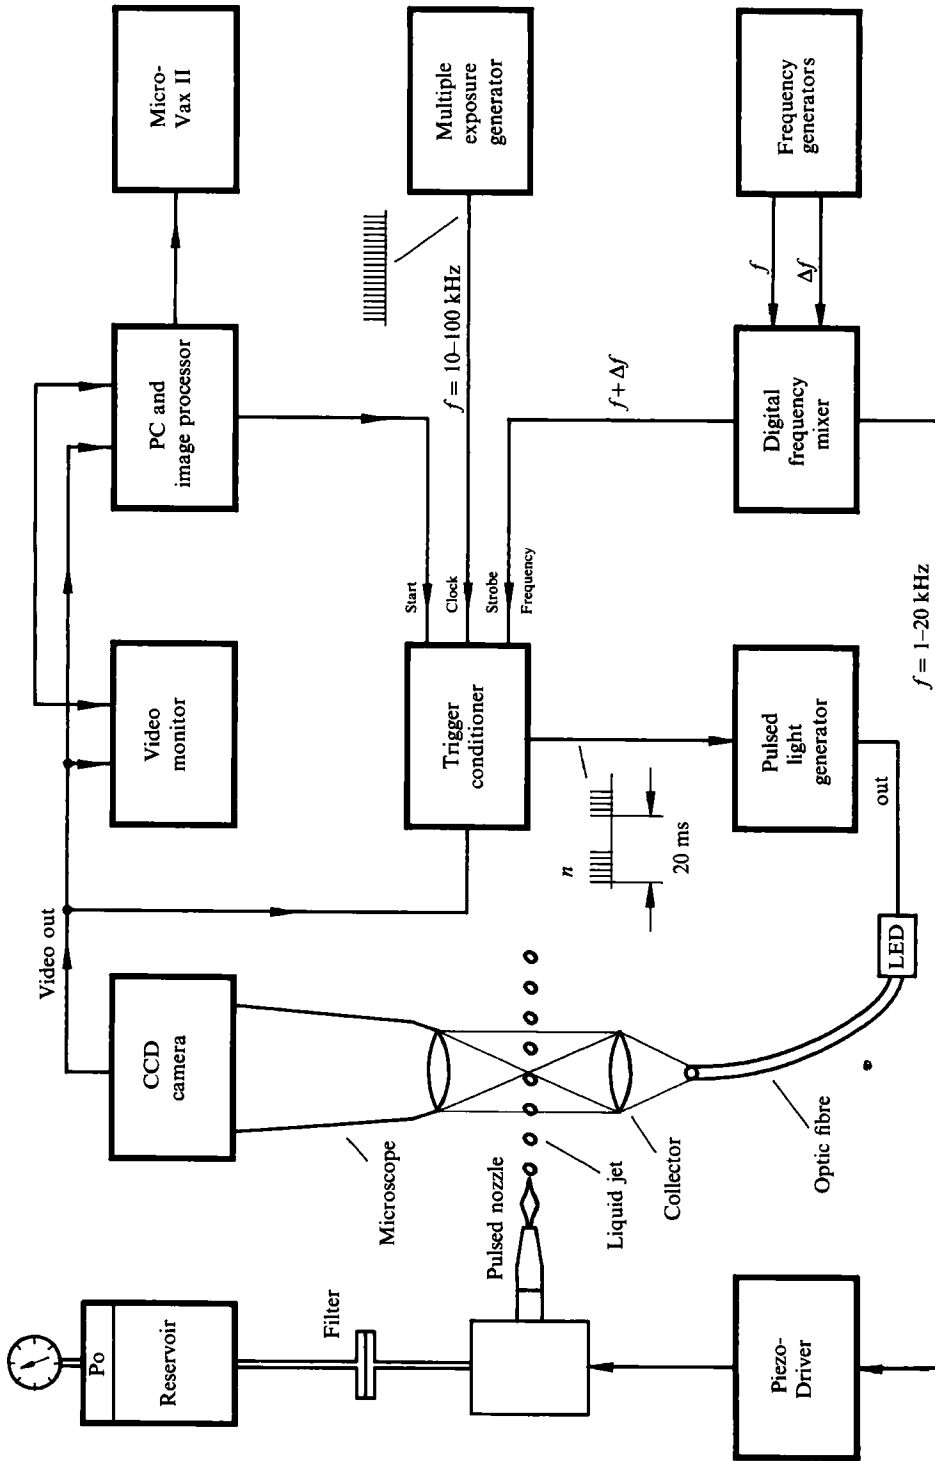 Po
Reservoir
Filter
CCD
camera
Video out
Microscope
Pulsed nozzle
Liquid jet
Collector
Optic fibre
Piezo-
Driver
LED
out
Video
monitor
Trigger
conditioner
n
20 ms
Pulsed
light
generator
Start
Clock
Strobe
Frequency
PC and
image processor
Micro-
Vax II
f = 10–100 kHz
Multiple
exposure
generator
f + Δf
Digital
frequency
mixer
f
Δf
Frequency
generators
f = 1–20 kHz